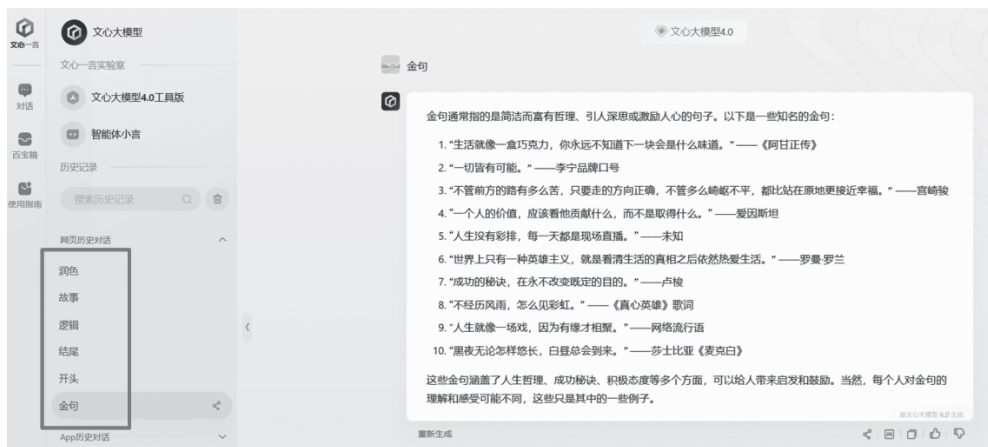 文心一言
文心大模型
文心大模型4.0
文心一言实验室
对话
文心大模型4.0工具版
智能体小言
百宝箱
历史记录
使用指南
搜索历史记录
网页历史对话
润色
故事
逻辑
结尾
开头
金句
App历史对话
金句
金句通常指的是简洁而富有哲理、引人深思或激励人心的句子。以下是一些知名的金句：
1. “生活就像一盒巧克力，你永远不知道下一块会是什么味道。”——《阿甘正传》
2. “一切皆有可能。”——李宁品牌口号
3. “不管前方的路有多么苦，只要走的方向正确，不管多么崎岖不平，都比站在原地更接近幸福。”——宫崎骏
4. “一个人的价值，应该看他贡献什么，而不是取得什么。”——爱因斯坦
5. “人生没有彩排，每一天都是现场直播。”——未知
6. “世界上只有一种英雄主义，就是看清生活的真相之后依然热爱生活。”——罗曼·罗兰
7. “成功的秘诀，在永不改变既定的目的。”——卢梭
8. “不经历风雨，怎么见彩虹。”——《真心英雄》歌词
9. “人生就像一场戏，因为有缘才相聚。”——网络流行语
10. “黑夜无论怎样悠长，白昼总会到来。”——莎士比亚《麦克白》
这些金句涵盖了人生哲理、成功秘诀、积极态度等多个方面，可以给人带来启发和鼓励。当然，每个人对金句的
理解和感受可能不同，这些只是其中的一些例子。
由文心大模型 4.0 生成
重新生成